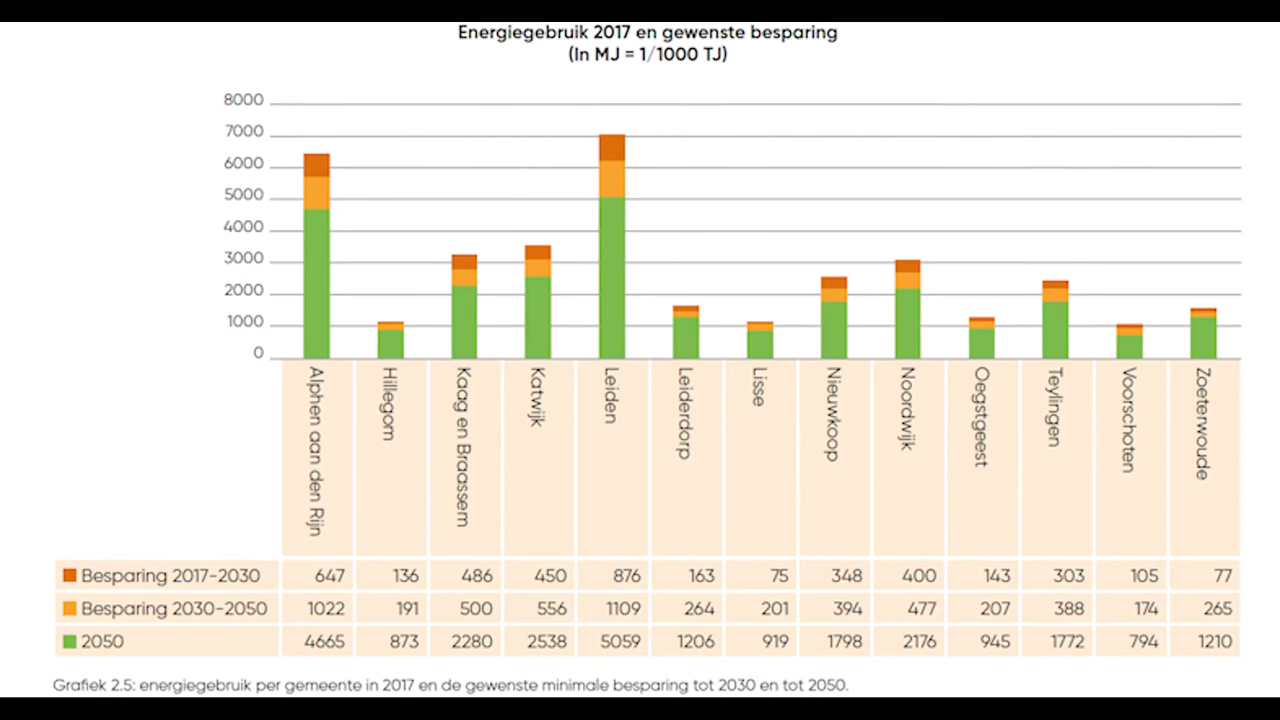 Energiegebruik 2017 en gewenste besparing
(In MJ = 1/1000 TJ)
8000
7000
6000
5000
4000
3000
2000
1000
0
Alphen aan den Rijn
Hillegom
Kaag en Braassem
Katwijk
Leiden
Leiderdorp
Lisse
Nieuwkoop
Noordwijk
Oegstgeest
Teylingen
Voorschoten
Zoeterwoude
Besparing 2017-2030 647 136 486 450 876 163 75 348 400 143 303 105 77
Besparing 2030-2050 1022 191 500 556 1109 264 201 394 477 207 388 174 265
2050 4665 873 2280 2538 5059 1206 919 1798 2176 945 1772 794 1210
Grafiek 2.5: energiegebruik per gemeente in 2017 en de gewenste minimale besparing tot 2030 en tot 2050.